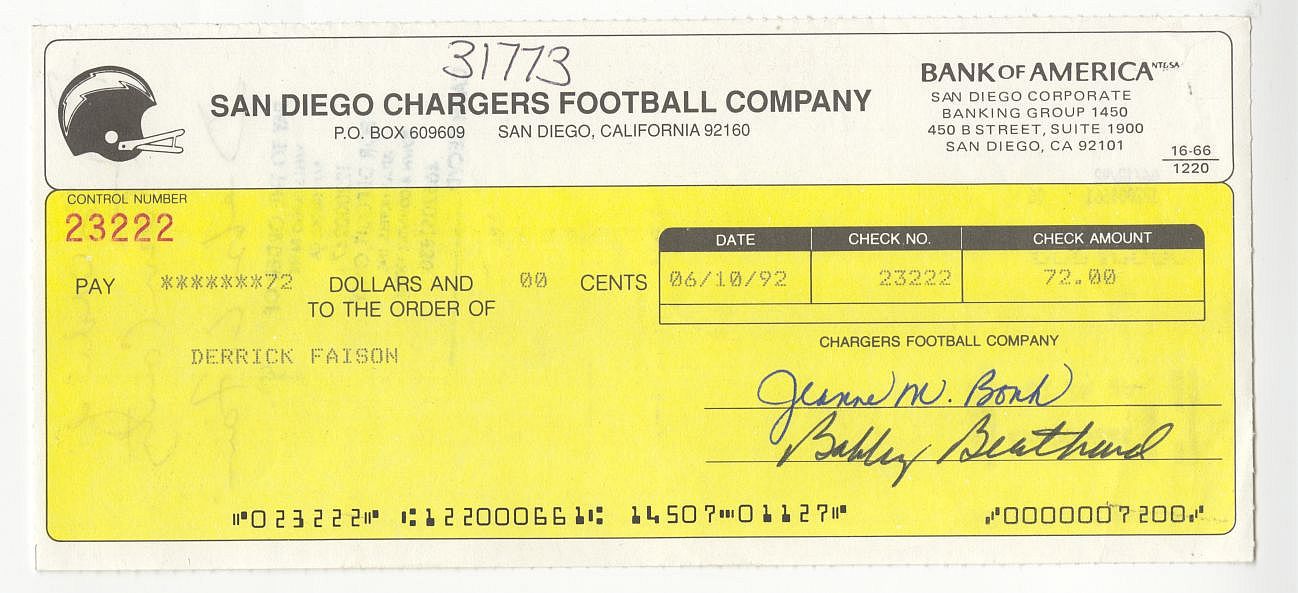 31773
SAN DIEGO CHARGERS FOOTBALL COMPANY
P.O. BOX 609609 SAN DIEGO, CALIFORNIA 92160
BANK OF AMERICA NT&SA
SAN DIEGO CORPORATE
BANKING GROUP 1450
450 B STREET, SUITE 1900
SAN DIEGO, CA 92101
16-66
1220
CONTROL NUMBER
23222
DATE CHECK NO. CHECK AMOUNT
06/10/92 23222 72.00
PAY *******72 DOLLARS AND 00 CENTS
TO THE ORDER OF
DERRICK FAISON
CHARGERS FOOTBALL COMPANY
Jeanne M. Bonk
Bobby Beathard
⑈023222⑈ ⑆122000661⑆ 14507⑉01127⑈ ⑇0000007200⑇